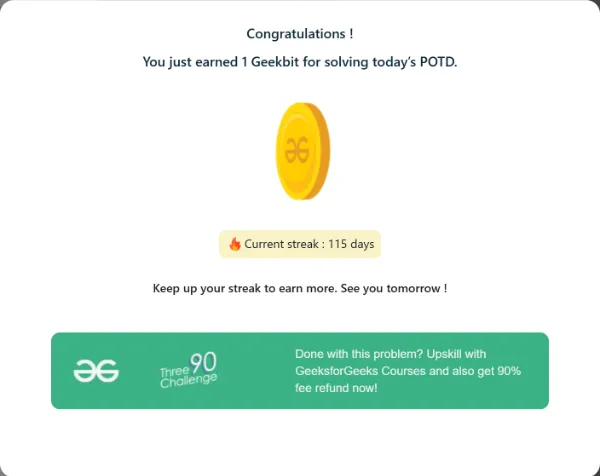 Congratulations !
You just earned 1 Geekbit for solving today's POTD.
Current streak : 115 days
Keep up your streak to earn more. See you tomorrow !
Three 90
Challenge
Done with this problem? Upskill with
GeeksforGeeks Courses and also get 90%
fee refund now!